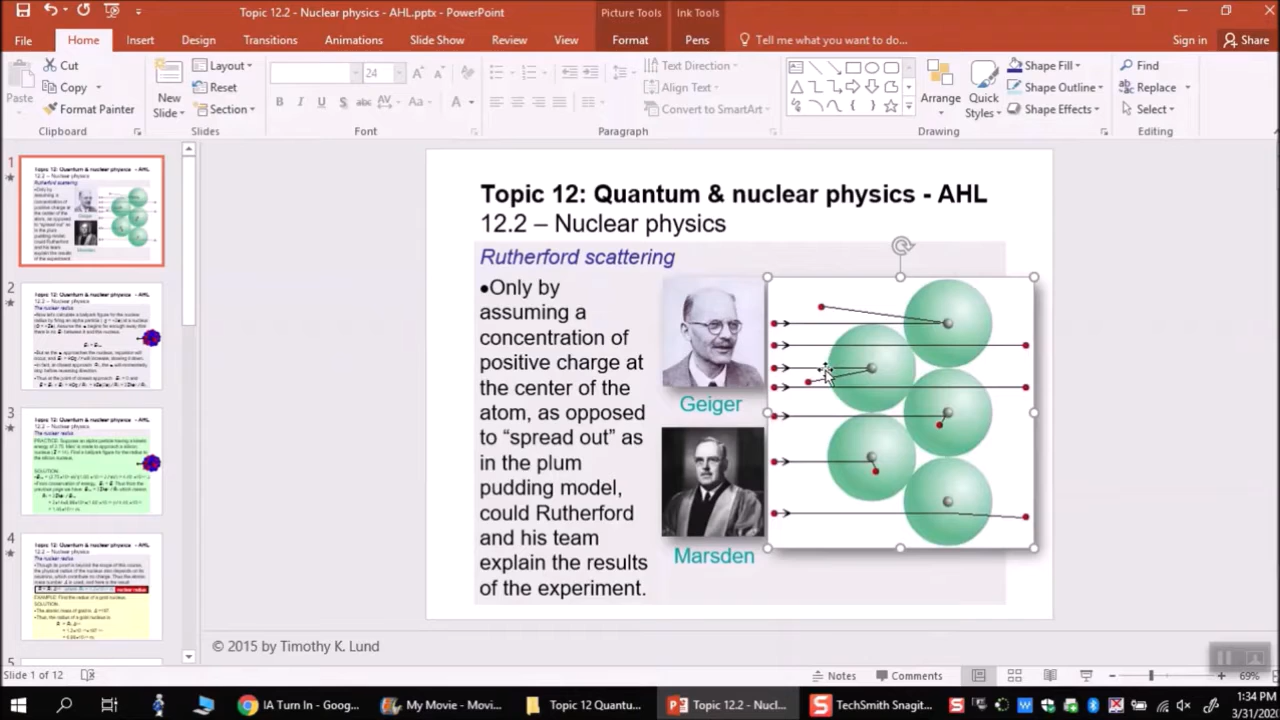 Topic 12.2 - Nuclear physics - AHL.pptx - PowerPoint
Picture Tools
Ink Tools
File
Home
Insert
Design
Transitions
Animations
Slide Show
Review
View
Format
Pens
Tell me what you want to do...
Sign in
Share
Paste
Cut
Copy
Format Painter
Clipboard
New
Slide
Layout
Reset
Section
Slides
24
Font
Text Direction
Align Text
Convert to SmartArt
Paragraph
Arrange
Quick
Styles
Shape Fill
Shape Outline
Shape Effects
Drawing
Find
Replace
Select
Editing
1
2
3
4
5
Topic 12: Quantum & nuclear physics - AHL
12.2 – Nuclear physics
Rutherford scattering
•Only by
assuming a
concentration of
positive charge at
the center of the
atom, as opposed
to "spread out" as
in the plum
pudding model,
could Rutherford
and his team
explain the results
of the experiment.
Geiger
Marsden
© 2015 by Timothy K. Lund
Slide 1 of 12
Notes
Comments
69%
IA Turn In - Goog...
My Movie - Movi...
Topic 12 Quantu...
Topic 12.2 - Nucl...
TechSmith Snagit...
1:34 PM